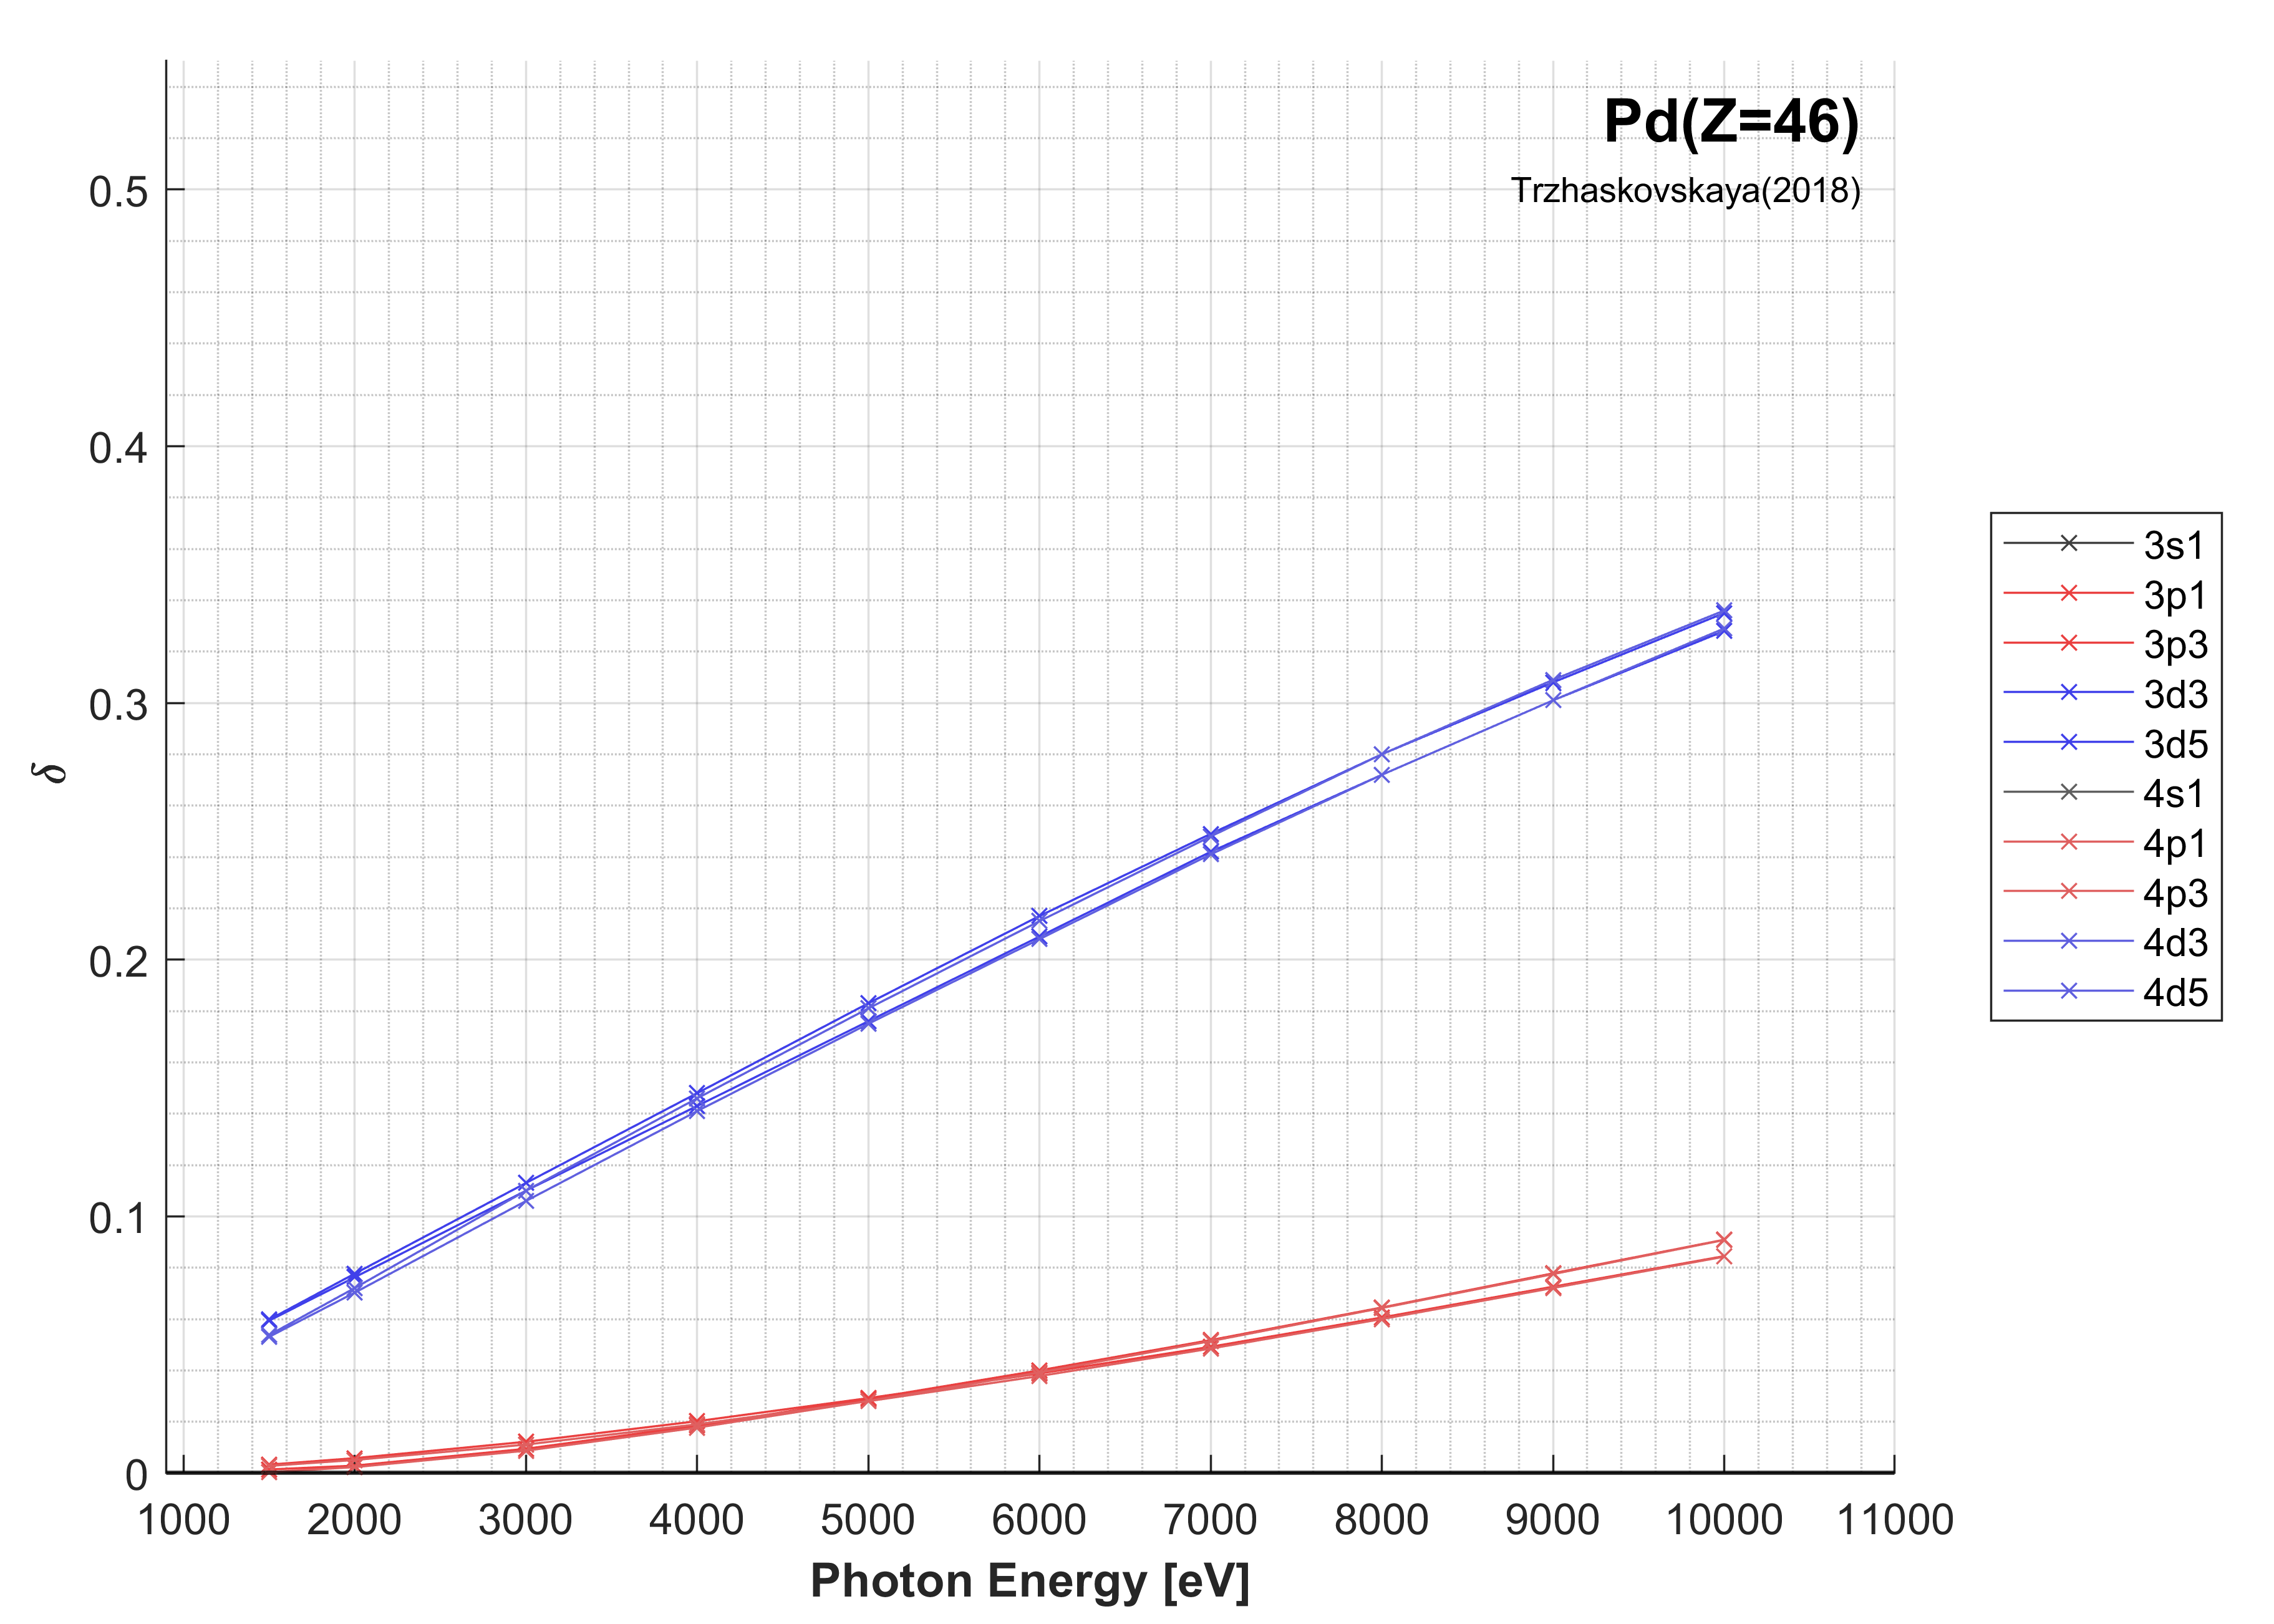 Pd(Z=46)
Trzhaskovskaya(2018)
0.5
0.4
0.3
0.2
0.1
0
δ
1000 2000 3000 4000 5000 6000 7000 8000 9000 10000 11000
Photon Energy [eV]
3s1
3p1
3p3
3d3
3d5
4s1
4p1
4p3
4d3
4d5